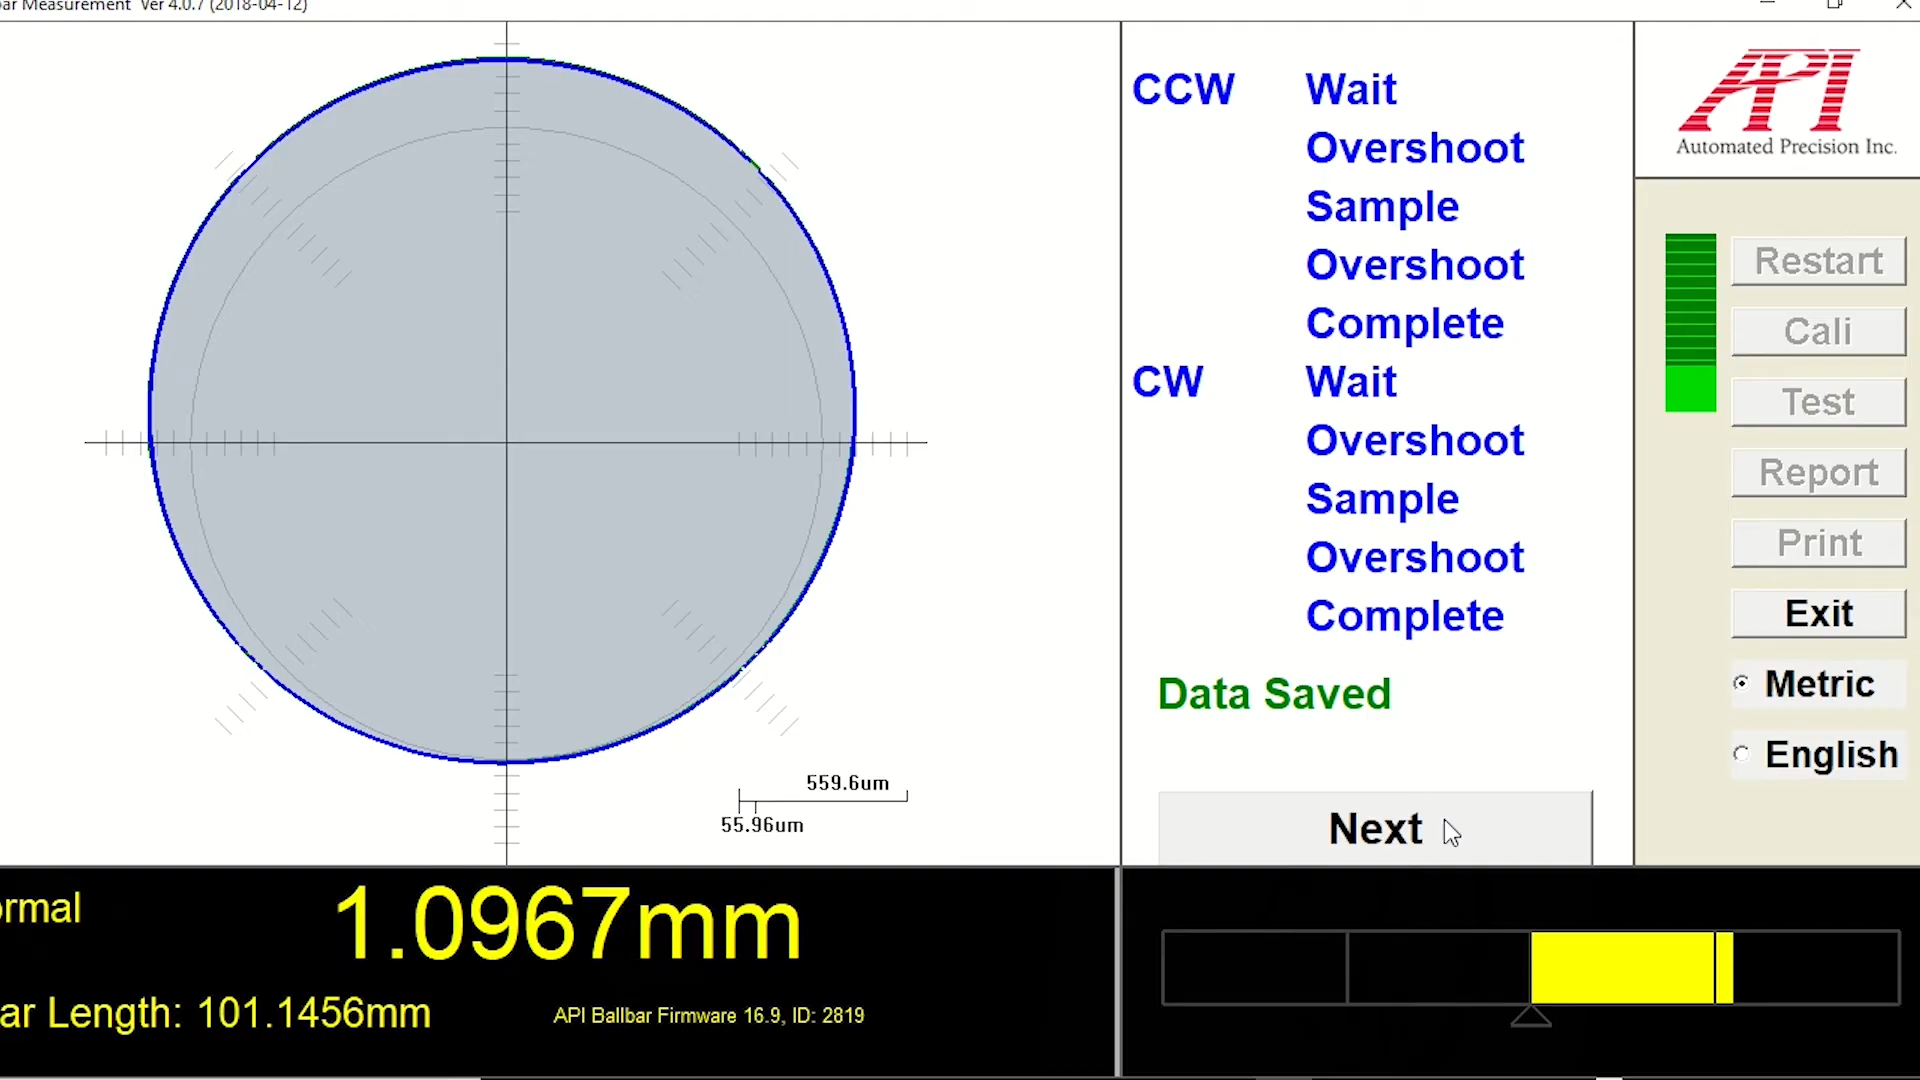 ar Measurement Ver 4.0.7 (2018-04-12)
CCW Wait
Overshoot
Sample
Overshoot
Complete
CW Wait
Overshoot
Sample
Overshoot
Complete
Data Saved
Next
559.6um
55.96um
API
Automated Precision Inc.
Restart
Cali
Test
Report
Print
Exit
Metric
English
ormal 1.0967mm
ar Length: 101.1456mm
API Ballbar Firmware 16.9, ID: 2819